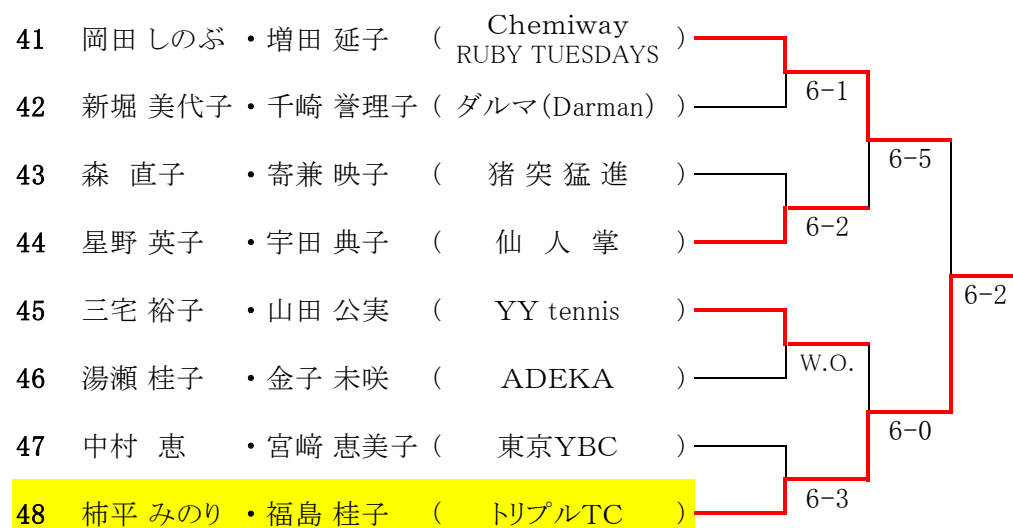 41 岡田 しのぶ ・増田 延子 ( Chemiway RUBY TUESDAYS )
6-1
42 新堀 美代子・千崎 誉理子 ( ダルマ(Darman) )
6-5
43 森 直子 ・寄兼 映子 ( 猪 突 猛 進 )
6-2
44 星野 英子 ・宇田 典子 ( 仙 人 掌 )
6-2
45 三宅 裕子 ・山田 公実 ( YY tennis )
W.O.
46 湯瀬 桂子 ・金子 未咲 ( ADEKA )
6-0
47 中村 恵 ・宮﨑 恵美子 ( 東京YBC )
6-3
48 柿平 みのり ・福島 桂子 ( トリプルTC )